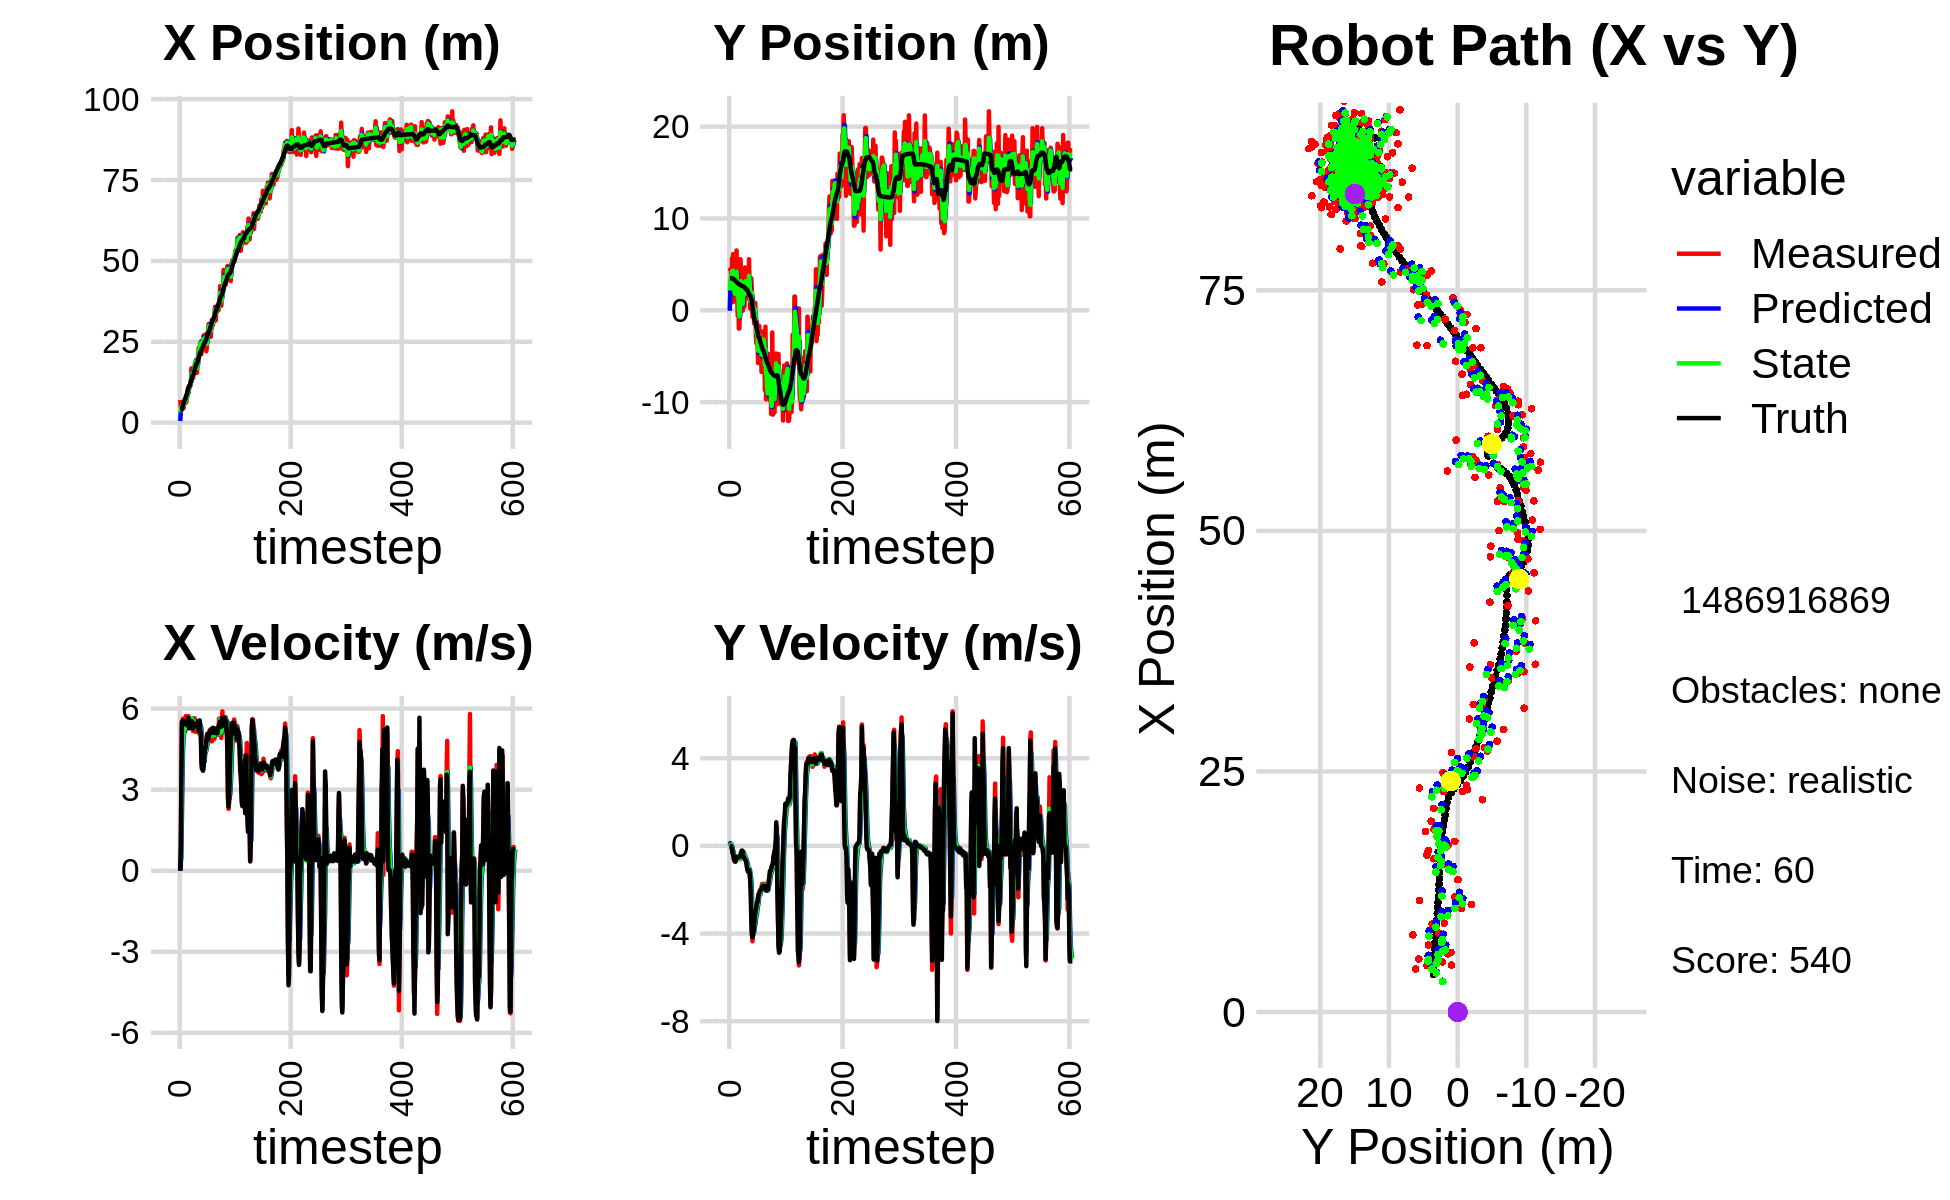 X Position (m)
100
75
50
25
0
0
200
400
600
timestep
Y Position (m)
20
10
0
-10
0
200
400
600
timestep
X Velocity (m/s)
6
3
0
-3
-6
0
200
400
600
timestep
Y Velocity (m/s)
4
0
-4
-8
0
200
400
600
timestep
Robot Path (X vs Y)
X Position (m)
75
50
25
0
20 10 0 -10 -20
Y Position (m)
variable
Measured
Predicted
State
Truth
1486916869
Obstacles: none
Noise: realistic
Time: 60
Score: 540